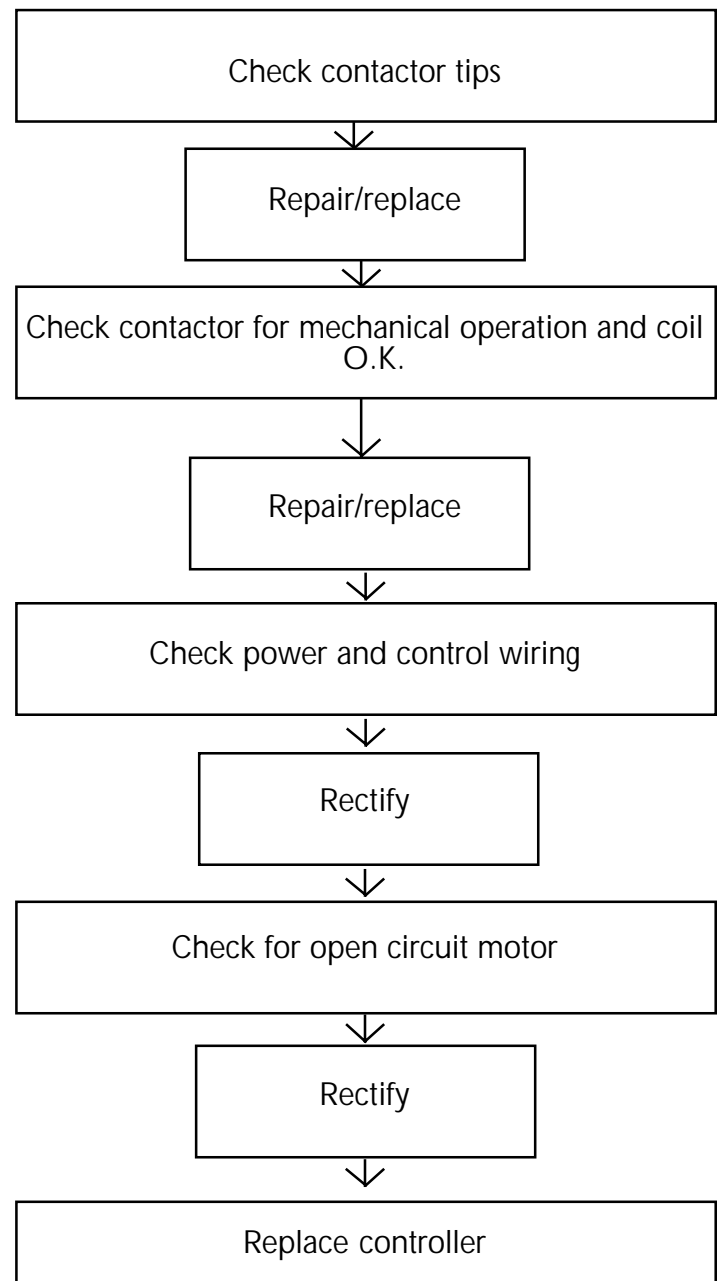 Check contactor tips
Repair/replace
Check contactor for mechanical operation and coil
O.K.
Repair/replace
Check power and control wiring
Rectify
Check for open circuit motor
Rectify
Replace controller